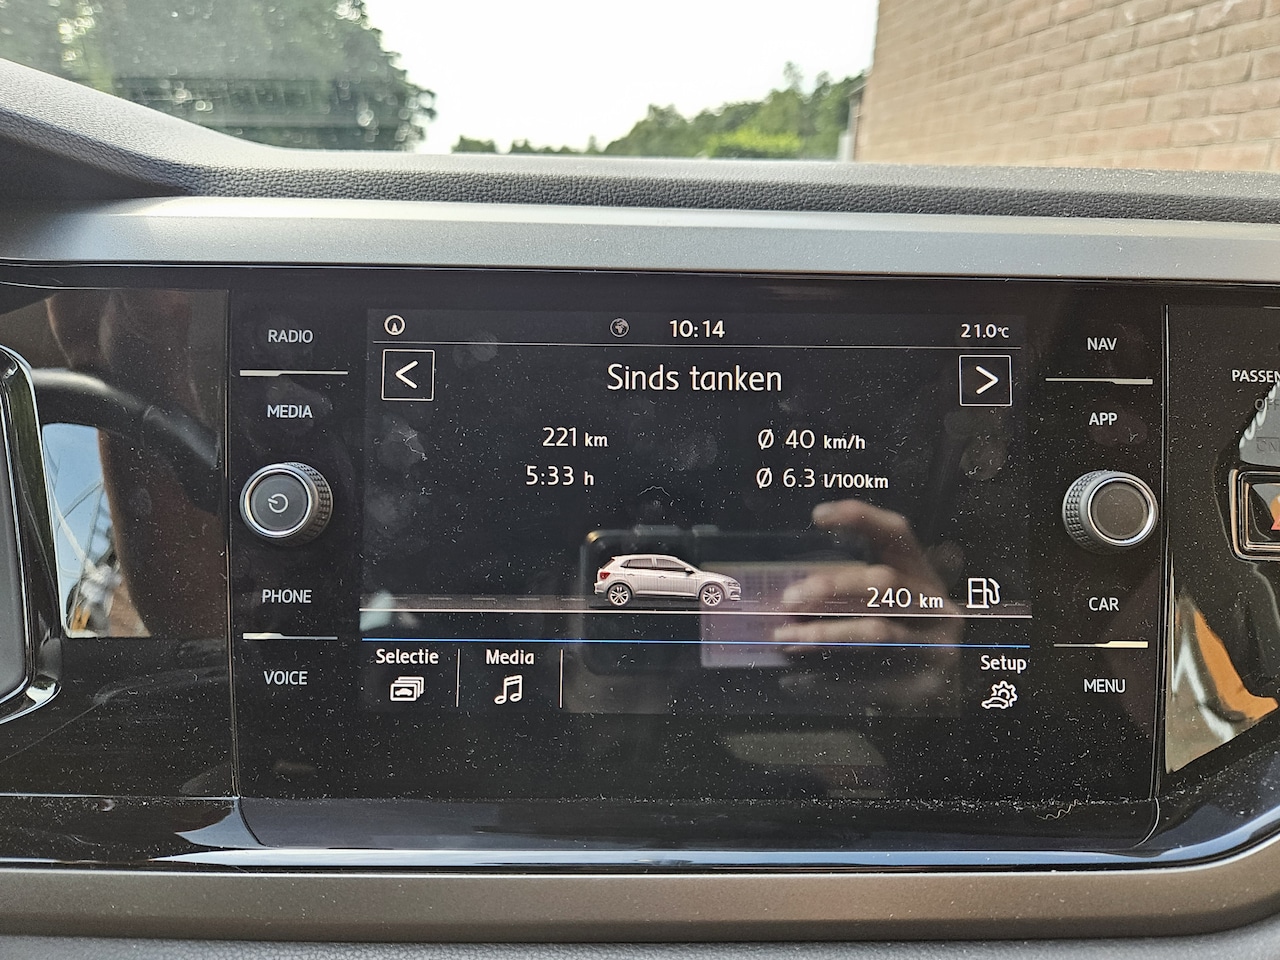 RADIO
MEDIA
PHONE
VOICE
10:14
21.0°C
<
Sinds tanken
>
221 km
Ø 40 km/h
5:33 h
Ø 6.3 l/100km
240 km
Selectie
Media
Setup
NAV
APP
CAR
MENU
PASSEN